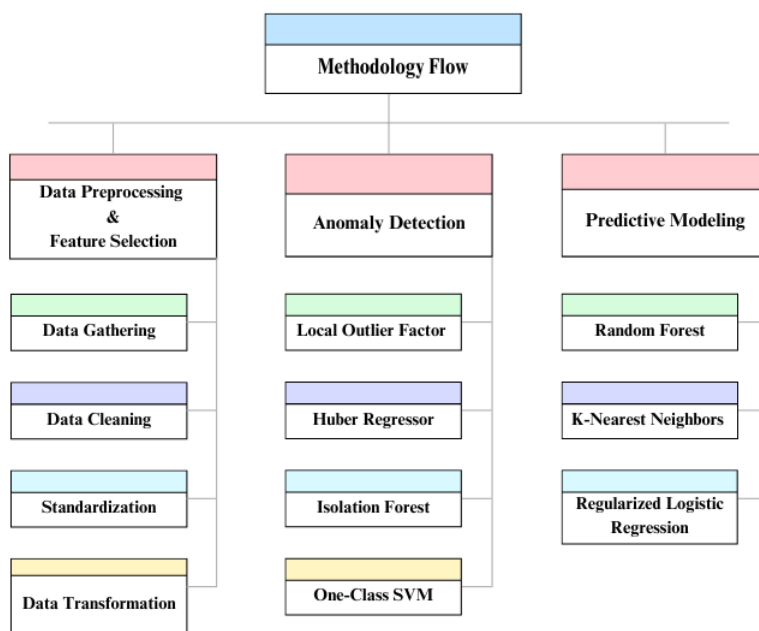 Methodology Flow
Data Preprocessing
&
Feature Selection
Data Gathering
Data Cleaning
Standardization
Data Transformation
Anomaly Detection
Local Outlier Factor
Huber Regressor
Isolation Forest
One-Class SVM
Predictive Modeling
Random Forest
K-Nearest Neighbors
Regularized Logistic
Regression